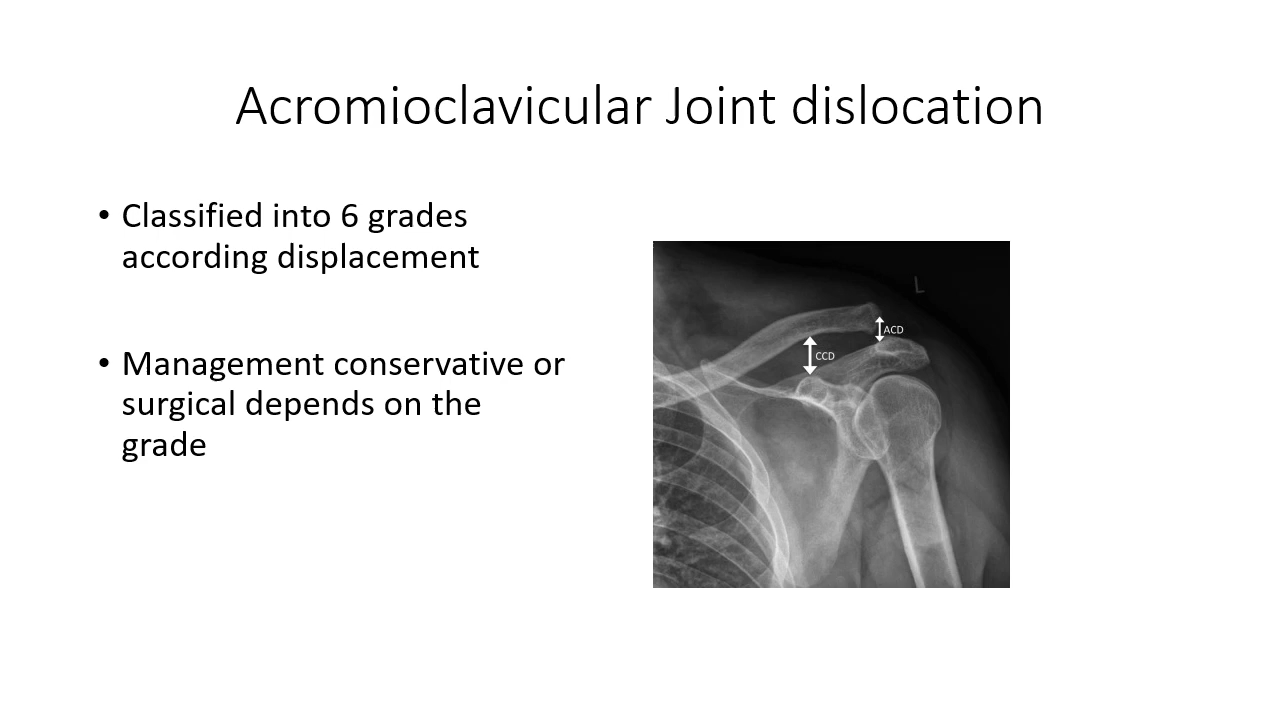 Acromioclavicular Joint dislocation
• Classified into 6 grades
according displacement
• Management conservative or
surgical depends on the
grade
L
ACD
CCD